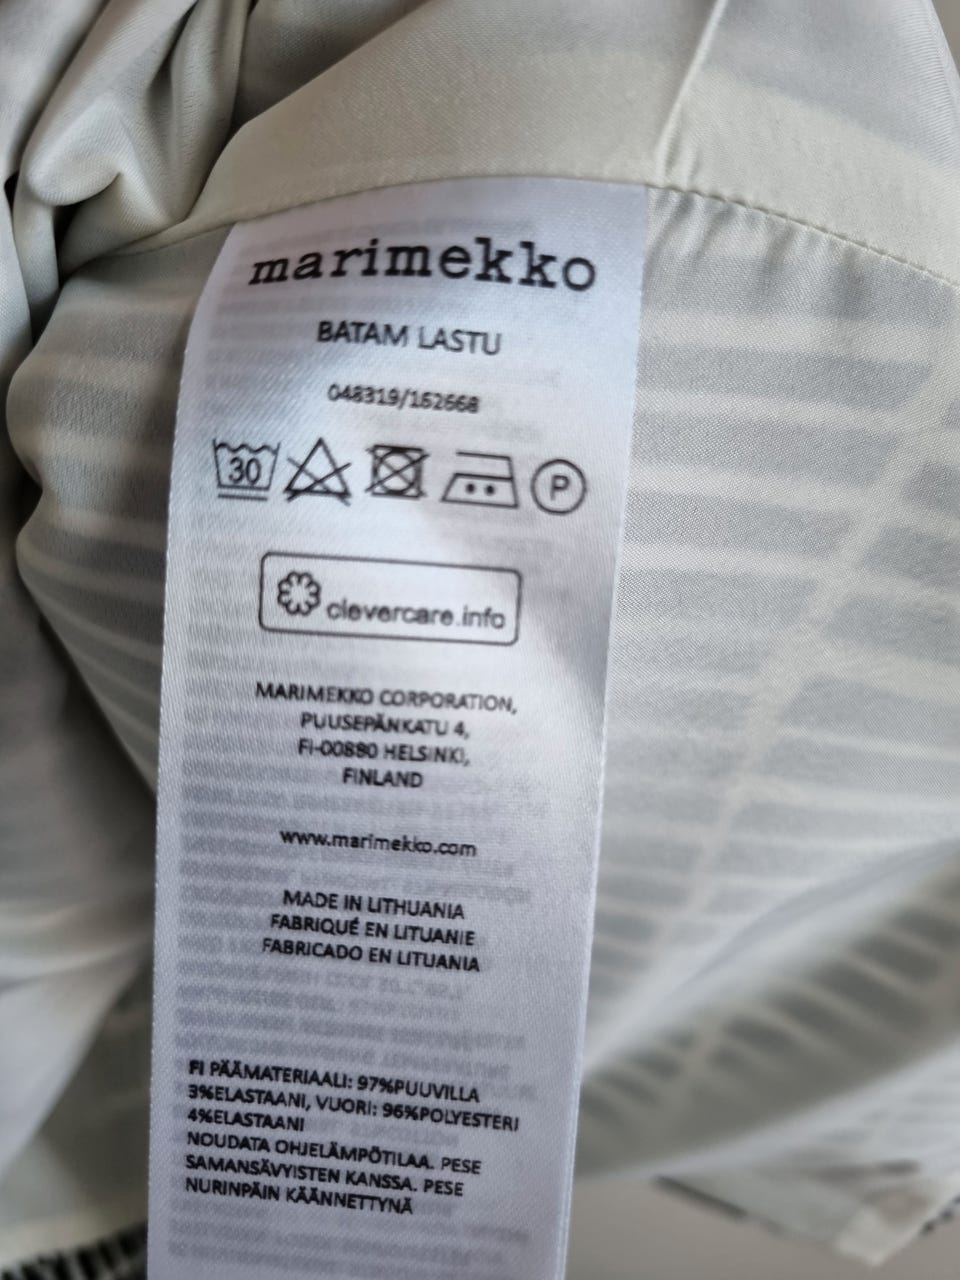 marimekko
BATAM LASTU
048319/162668
30
P
clevercare.info
MARIMEKKO CORPORATION,
PUUSEPÄNKATU 4,
FI-00880 HELSINKI,
FINLAND
www.marimekko.com
MADE IN LITHUANIA
FABRIQUÉ EN LITUANIE
FABRICADO EN LITUANIA
FI PÄÄMATERIAALI: 97%PUUVILLA
3%ELASTAANI, VUORI: 96%POLYESTERI
4%ELASTAANI
NOUDATA OHJELÄMPÖTILAA. PESE
SAMANSÄVYISTEN KANSSA. PESE
NURINPÄIN KÄÄNNETTYNÄ